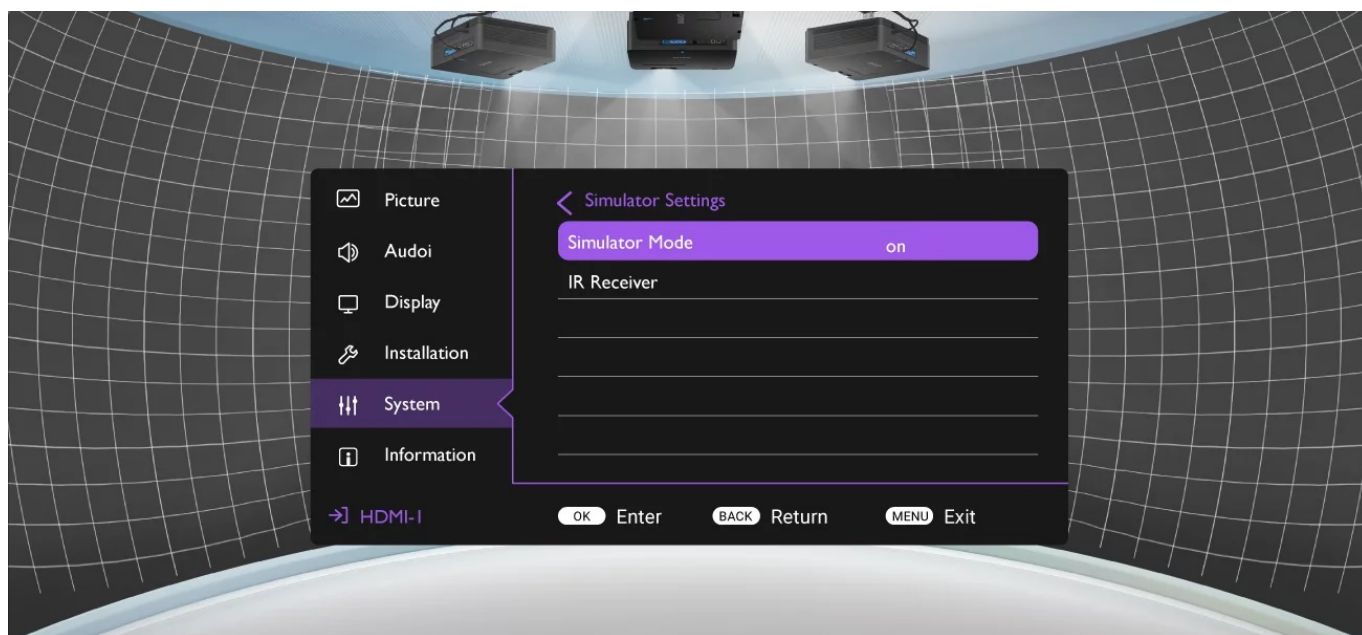 Picture
Audoi
Display
Installation
System
Information
HDMI-1
Simulator Settings
Simulator Mode on
IR Receiver
OK Enter BACK Return MENU Exit